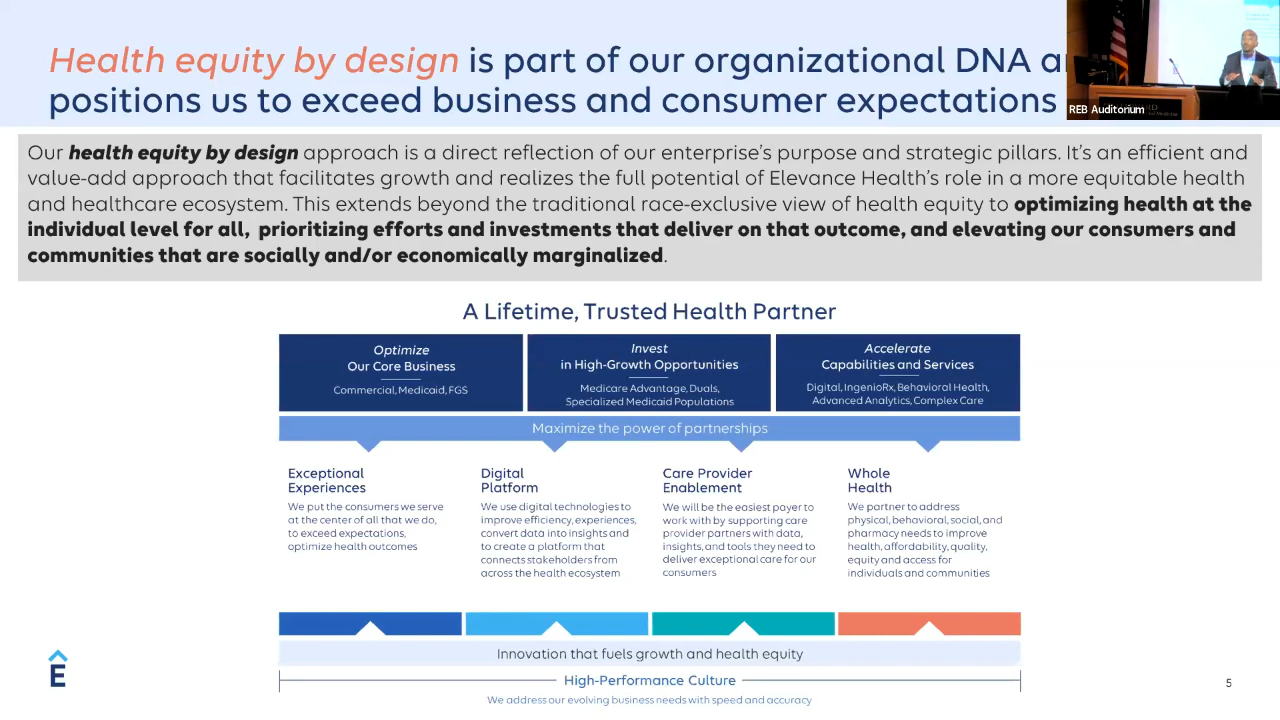 Health equity by design is part of our organizational DNA
positions us to exceed business and consumer expectations
REB Auditorium
Our health equity by design approach is a direct reflection of our enterprise’s purpose and strategic pillars. It’s an efficient and
value-add approach that facilitates growth and realizes the full potential of Elevance Health’s role in a more equitable health
and healthcare ecosystem. This extends beyond the traditional race-exclusive view of health equity to optimizing health at the
individual level for all, prioritizing efforts and investments that deliver on that outcome, and elevating our consumers and
communities that are socially and/or economically marginalized.
A Lifetime, Trusted Health Partner
Optimize
Our Core Business
Commercial, Medicaid, FGS
Invest
in High-Growth Opportunities
Medicare Advantage, Duals,
Specialized Medicaid Populations
Accelerate
Capabilities and Services
Digital, IngenioRx, Behavioral Health,
Advanced Analytics, Complex Care
Maximize the power of partnerships
Exceptional
Experiences
We put the consumers we serve
at the center of all that we do,
to exceed expectations,
optimize health outcomes
Digital
Platform
We use digital technologies to
improve efficiency, experiences,
convert data into insights and
to create a platform that
connects stakeholders from
across the health ecosystem
Care Provider
Enablement
We will be the easiest payer to
work with by supporting care
provider partners with data,
insights, and tools they need to
deliver exceptional care for our
consumers
Whole
Health
We partner to address
physical, behavioral, social, and
pharmacy needs to improve
health, affordability, quality,
equity and access for
individuals and communities
Innovation that fuels growth and health equity
High-Performance Culture
We address our evolving business needs with speed and accuracy
5